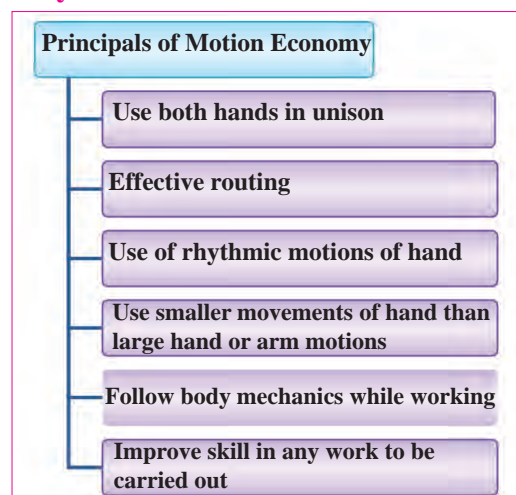 Principals of Motion Economy
Use both hands in unison
Effective routing
Use of rhythmic motions of hand
Use smaller movements of hand than
large hand or arm motions
Follow body mechanics while working
Improve skill in any work to be
carried out